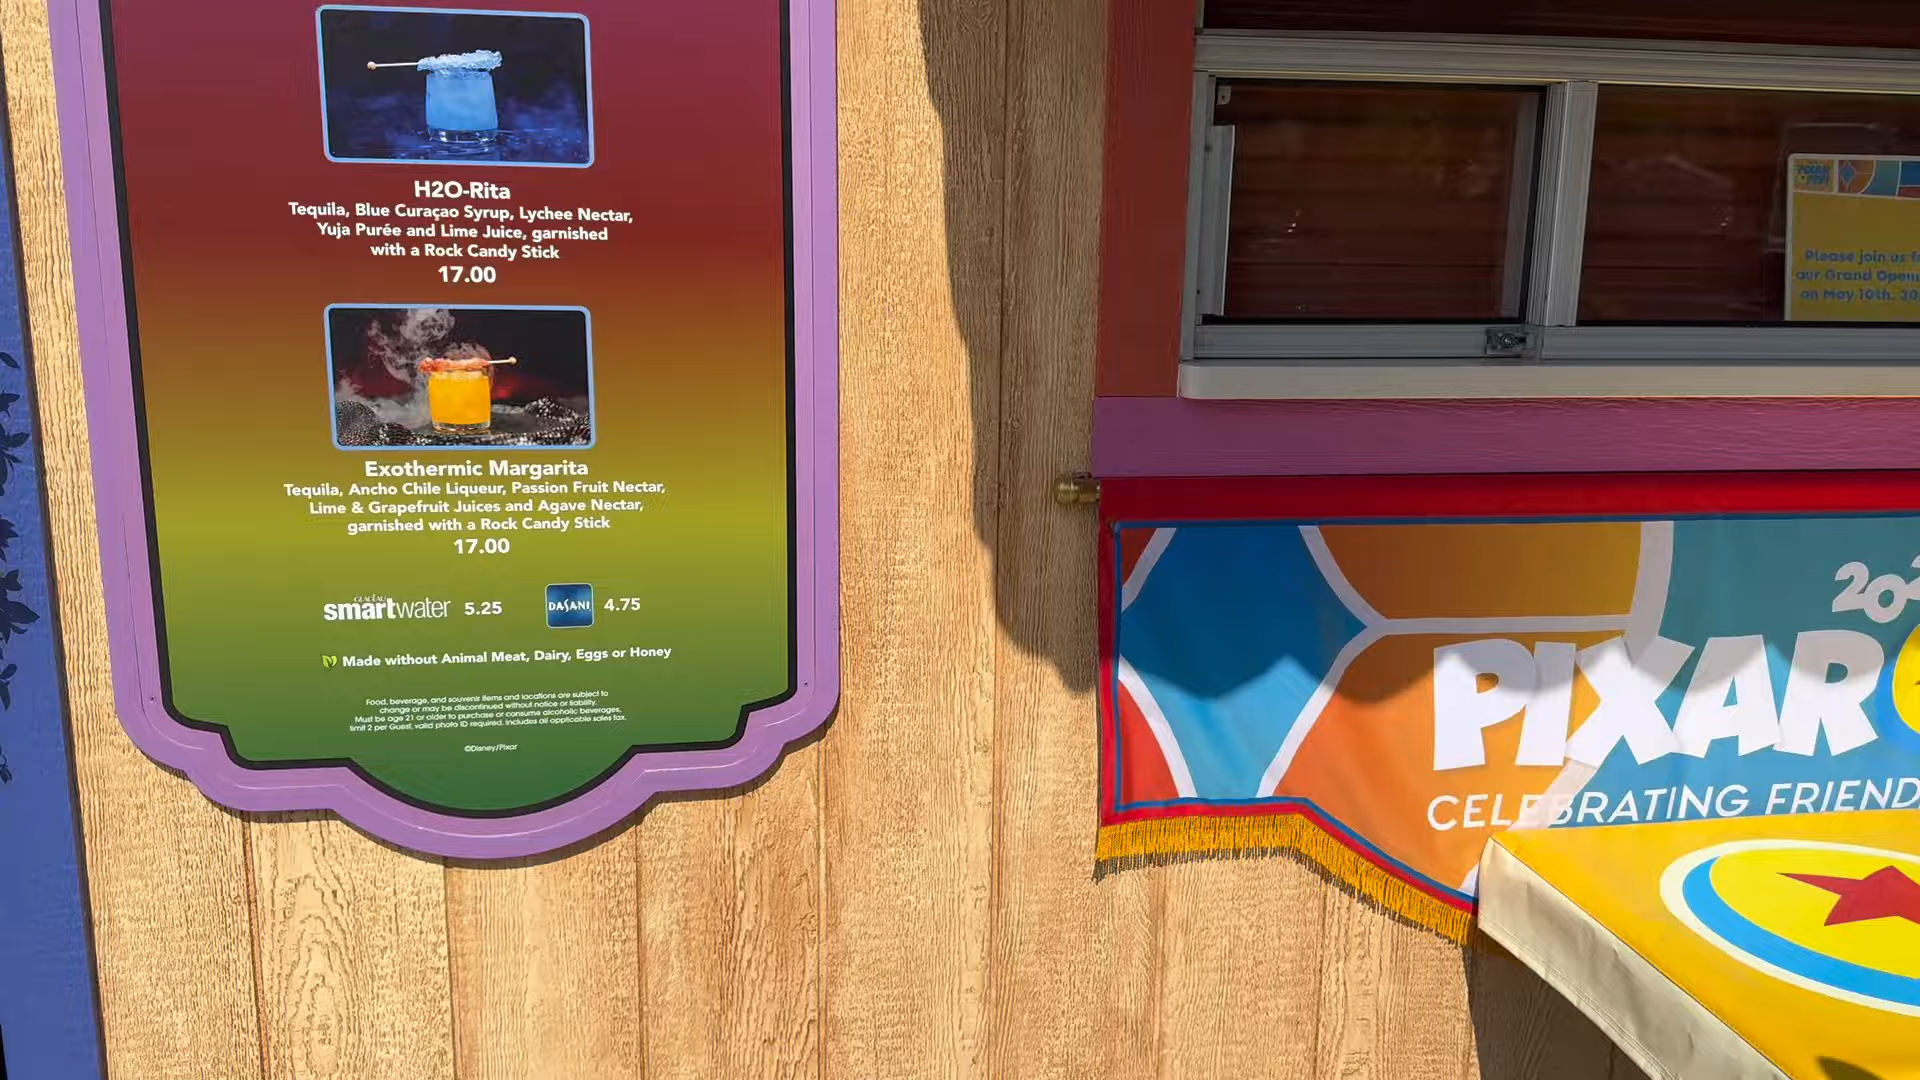 H2O-Rita
Tequila, Blue Curaçao Syrup, Lychee Nectar,
Yuja Purée and Lime Juice, garnished
with a Rock Candy Stick
17.00
Exothermic Margarita
Tequila, Ancho Chile Liqueur, Passion Fruit Nectar,
Lime & Grapefruit Juices and Agave Nectar,
garnished with a Rock Candy Stick
17.00
GLACÉAU
smartwater 5.25
DASANI 4.75
Made without Animal Meat, Dairy, Eggs or Honey
Food, beverage, and souvenir items and locations are subject to
change or may be discontinued without notice or liability.
Must be age 21 or older to purchase or consume alcoholic beverages,
limit 2 per Guest, valid photo ID required. Includes all applicable sales tax.
©Disney/Pixar
PIXAR
FEST
Please join us f
our Grand Open
on May 10th, 20
202
PIXAR
CELEBRATING FRIEND